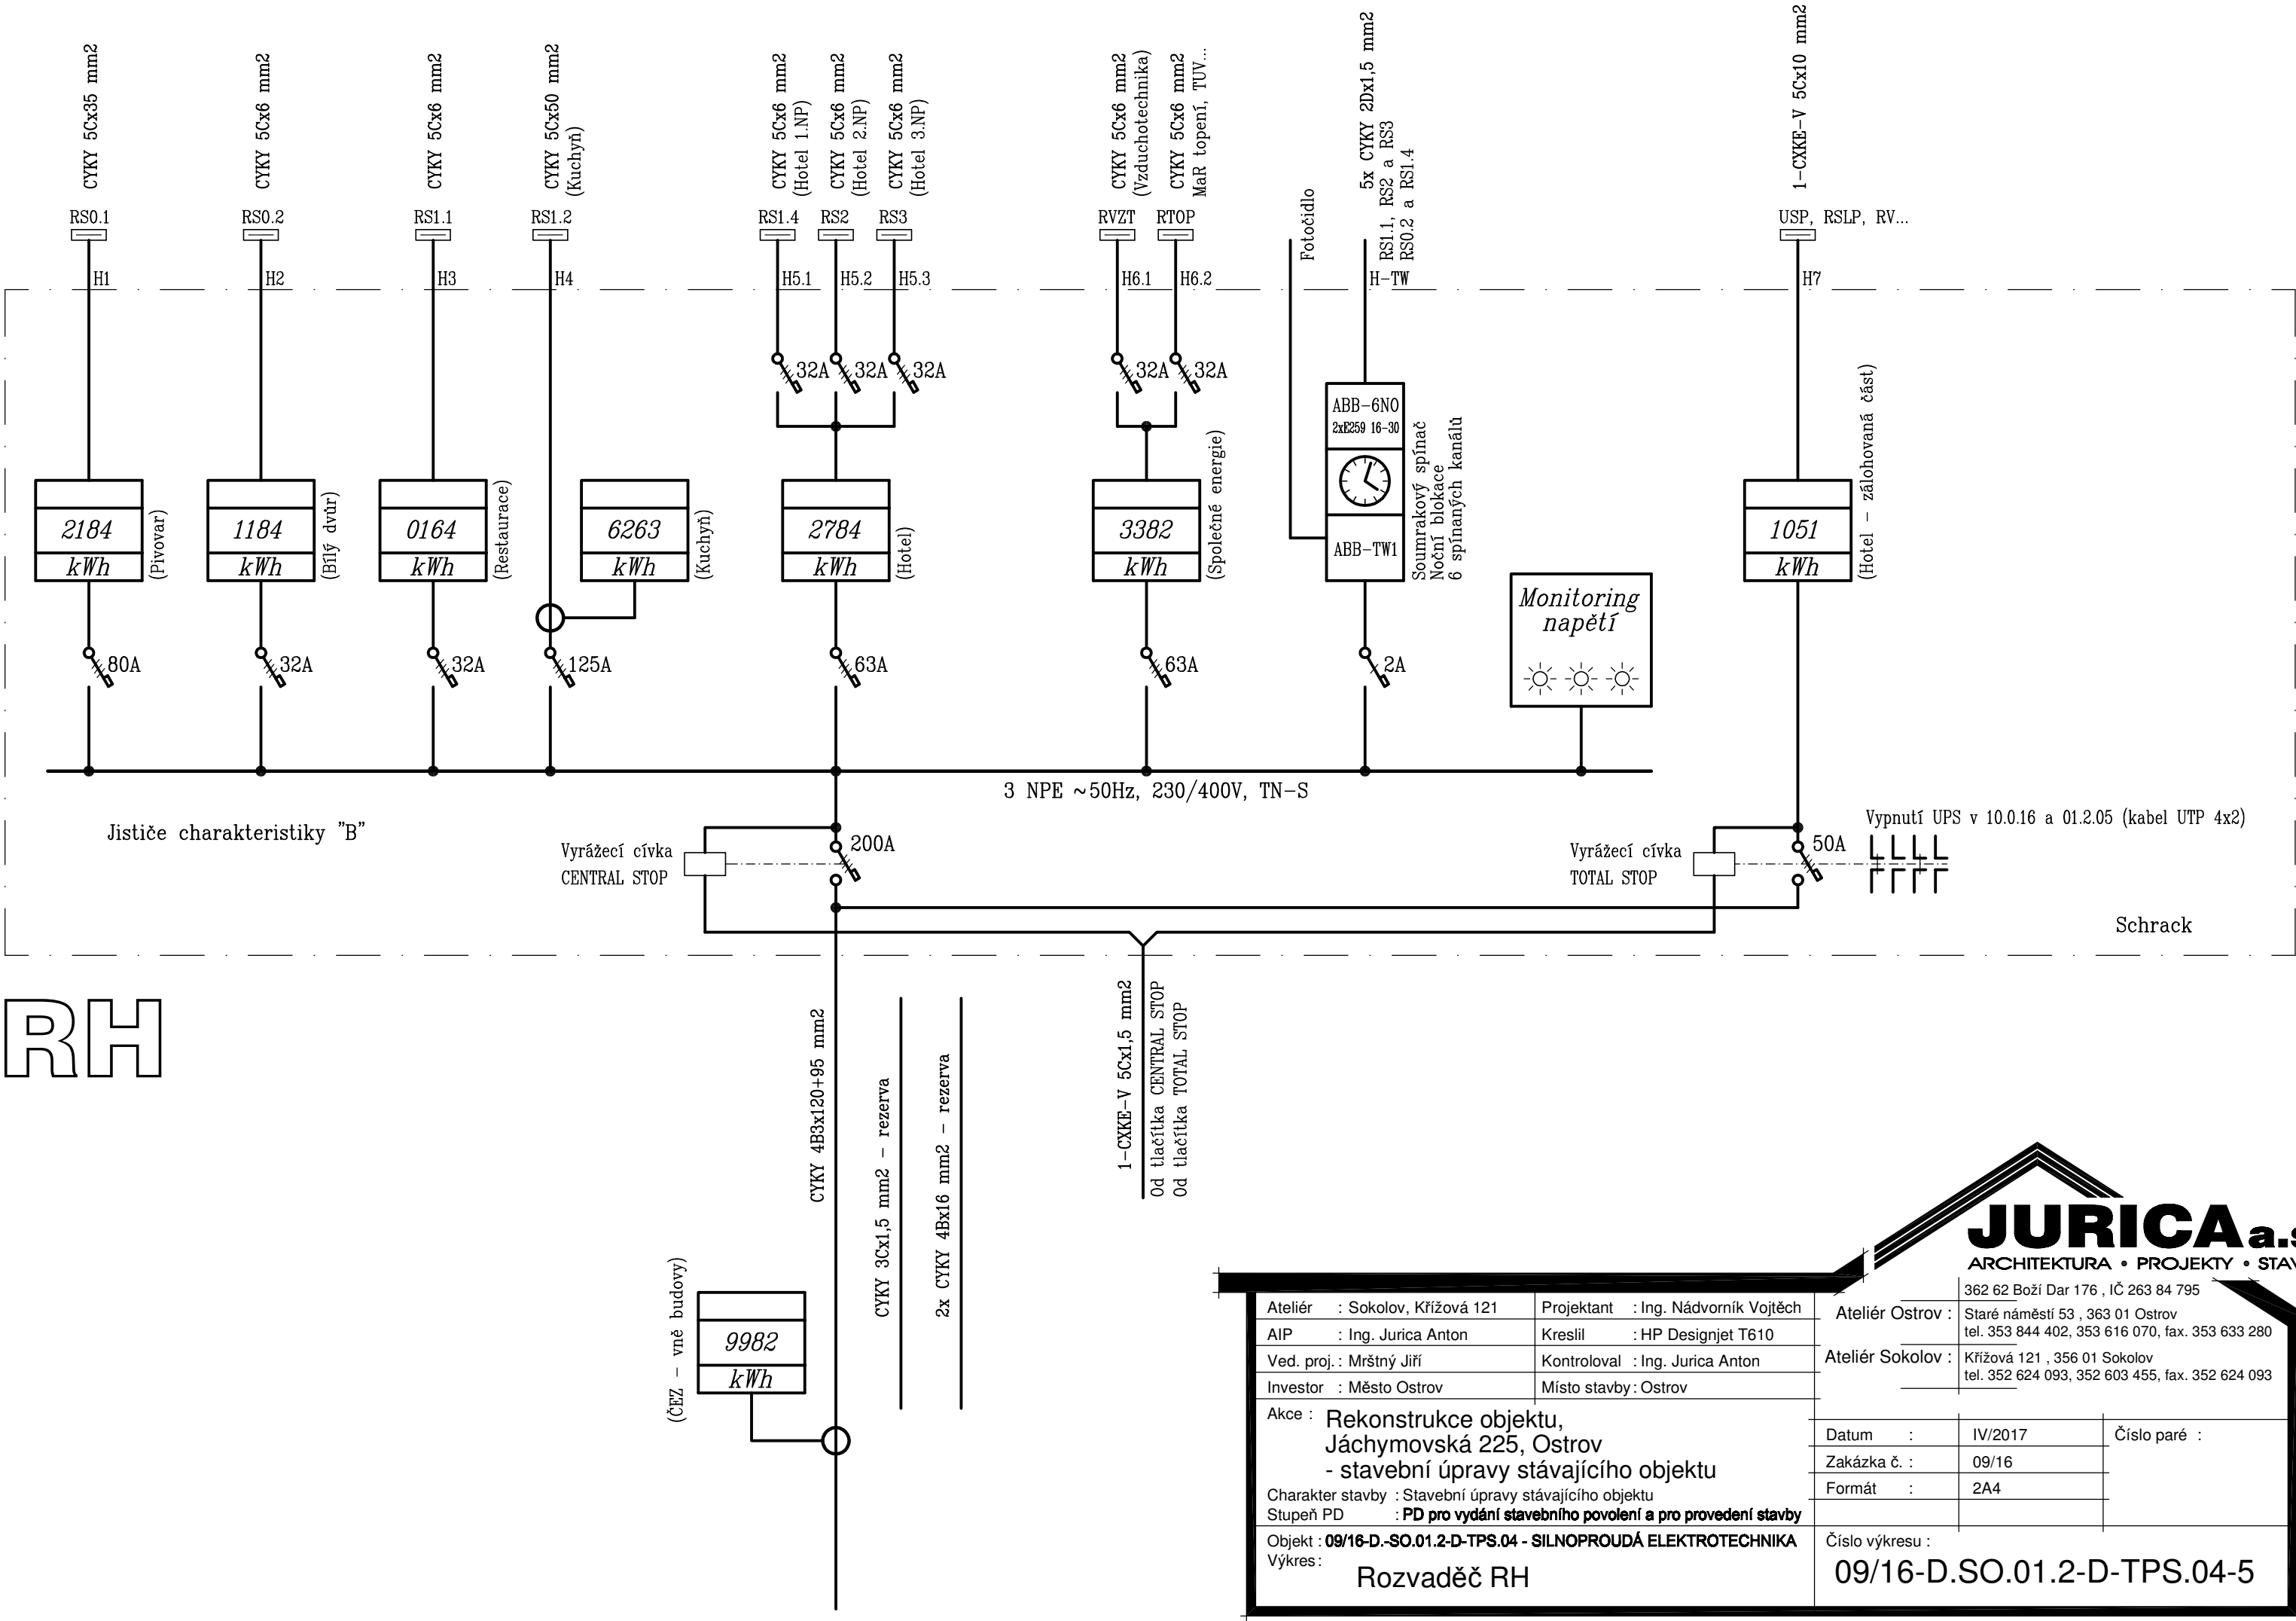 CYKY 5Cx35 mm2
CYKY 5Cx6 mm2
CYKY 5Cx6 mm2
CYKY 5Cx50 mm2
(Kuchyň)
CYKY 5Cx6 mm2
(Hotel 1.NP)
CYKY 5Cx6 mm2
(Hotel 2.NP)
CYKY 5Cx6 mm2
(Hotel 3.NP)
CYKY 5Cx6 mm2
(Vzduchotechnika)
CYKY 5Cx6 mm2
MaR topení, TUV...
Fotočidlo
5x CYKY 2Dx1,5 mm2
RS1.1, RS2 a RS3
RS0.2 a RS1.4
1-CXKE-V 5Cx10 mm2
RS0.1
RS0.2
RS1.1
RS1.2
RS1.4
RS2
RS3
RVZT
RTOP
USP, RSLP, RV...
H1
H2
H3
H4
H5.1
H5.2
H5.3
H6.1
H6.2
H-TW
H7
32A
32A
32A
32A
32A
2184
kWh
(Pivovar)
1184
kWh
(Bílý dvůr)
0164
kWh
(Restaurace)
6263
kWh
(Kuchyň)
2784
kWh
(Hotel)
3382
kWh
(Společné energie)
ABB-6NO
2xE259 16-30
ABB-TW1
Soumrakový spínač
Noční blokace
6 spínaných kanálu
Monitoring
napětí
1051
kWh
(Hotel - zálohovaná část)
80A
32A
32A
125A
63A
63A
2A
3 NPE ~50Hz, 230/400V, TN-S
Jističe charakteristiky "B"
Vyrážecí cívka
CENTRAL STOP
200A
Vyrážecí cívka
TOTAL STOP
50A
Vypnutí UPS v 10.0.16 a 01.2.05 (kabel UTP 4x2)
Schrack
RH
CYKY 4B3x120+95 mm2
CYKY 3Cx1,5 mm2 - rezerva
2x CYKY 4Bx16 mm2 - rezerva
1-CXKE-V 5Cx1,5 mm2
Od tlačítka CENTRAL STOP
Od tlačítka TOTAL STOP
9982
kWh
(ČEZ - vně budovy)
JURICA a.s
ARCHITEKTURA • PROJEKTY • STAV
362 62 Boží Dar 176 , IČ 263 84 795
Ateliér Ostrov : Staré náměstí 53 , 363 01 Ostrov
tel. 353 844 402, 353 616 070, fax. 353 633 280
Ateliér Sokolov : Křížová 121 , 356 01 Sokolov
tel. 352 624 093, 352 603 455, fax. 352 624 093
Ateliér : Sokolov, Křížová 121
Projektant : Ing. Nádvorník Vojtěch
AIP : Ing. Jurica Anton
Kreslil : HP Designjet T610
Ved. proj. : Mrštný Jiří
Kontroloval : Ing. Jurica Anton
Investor : Město Ostrov
Místo stavby : Ostrov
Akce : Rekonstrukce objektu,
Jáchymovská 225, Ostrov
- stavební úpravy stávajícího objektu
Charakter stavby : Stavební úpravy stávajícího objektu
Stupeň PD : PD pro vydání stavebního povolení a pro provedení stavby
Objekt : 09/16-D.-SO.01.2-D-TPS.04 - SILNOPROUDÁ ELEKTROTECHNIKA
Výkres :
Rozvaděč RH
Datum : IV/2017
Číslo paré :
Zakázka č. : 09/16
Formát : 2A4
Číslo výkresu :
09/16-D.SO.01.2-D-TPS.04-5